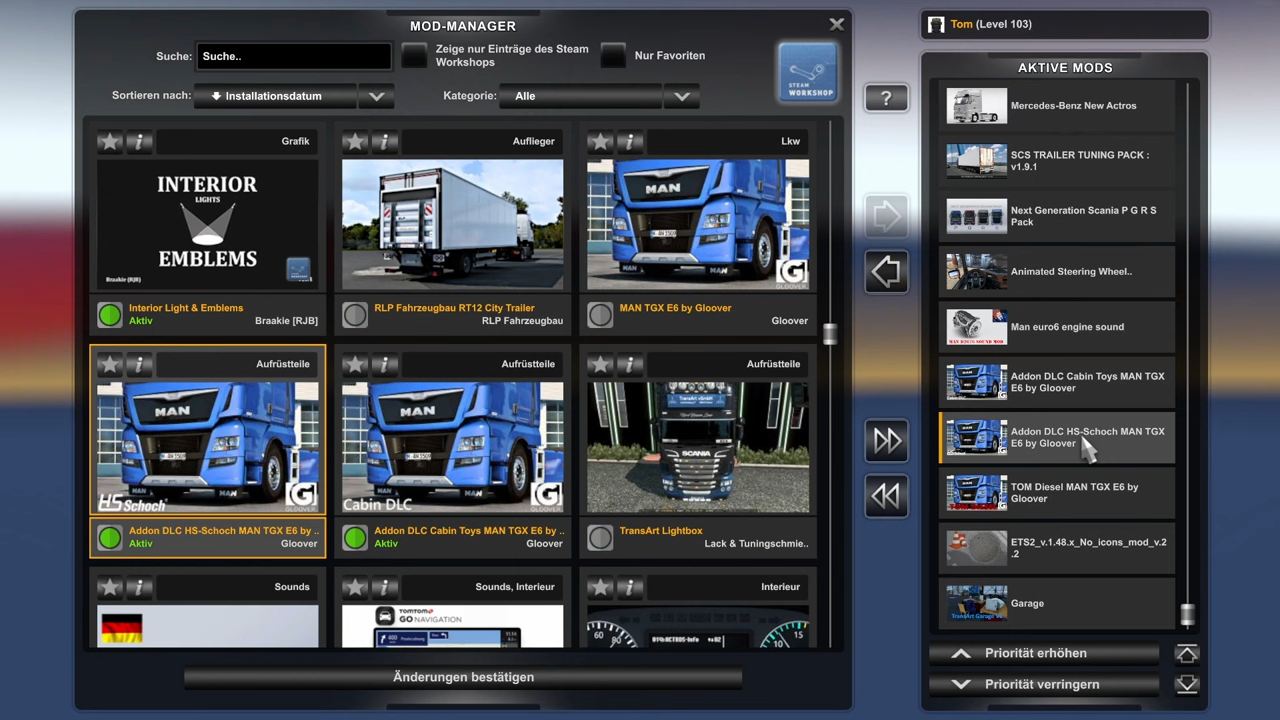 MOD-MANAGER
Suche:
Suche..
Zeige nur Einträge des Steam
Workshops
Nur Favoriten
STEAM
WORKSHOP
Sortieren nach:
Installationsdatum
Kategorie:
Alle
Grafik
INTERIOR
LIGHTS
EMBLEMS
Braakie (RJB)
Interior Light & Emblems
Aktiv
Braakie [RJB]
Auflieger
RLP Fahrzeugbau RT12 City Trailer
RLP Fahrzeugbau
Lkw
MAN
G
GLOOVER
MAN TGX E6 by Gloover
Gloover
Aufrüstteile
MAN
HS Schoch
G
GLOOVER
Addon DLC HS-Schoch MAN TGX E6 by ..
Aktiv
Gloover
Aufrüstteile
MAN
Cabin DLC
G
GLOOVER
Addon DLC Cabin Toys MAN TGX E6 by ..
Aktiv
Gloover
Aufrüstteile
SCANIA
TransArt Lightbox
Lack & Tuningschmie..
Sounds
Sounds, Interieur
TOMTOM
GO NAVIGATION
400
Interieur
60
80
15
Änderungen bestätigen
?
Tom (Level 103)
AKTIVE MODS
Mercedes-Benz New Actros
SCS TRAILER TUNING PACK :
v1.9.1
Next Generation Scania P G R S
Pack
Animated Steering Wheel..
Man euro6 engine sound
Addon DLC Cabin Toys MAN TGX
E6 by Gloover
Addon DLC HS-Schoch MAN TGX
E6 by Gloover
TOM Diesel MAN TGX E6 by
Gloover
ETS2_v.1.48.x_No_icons_mod_v.2
.2
Garage
Priorität erhöhen
Priorität verringern